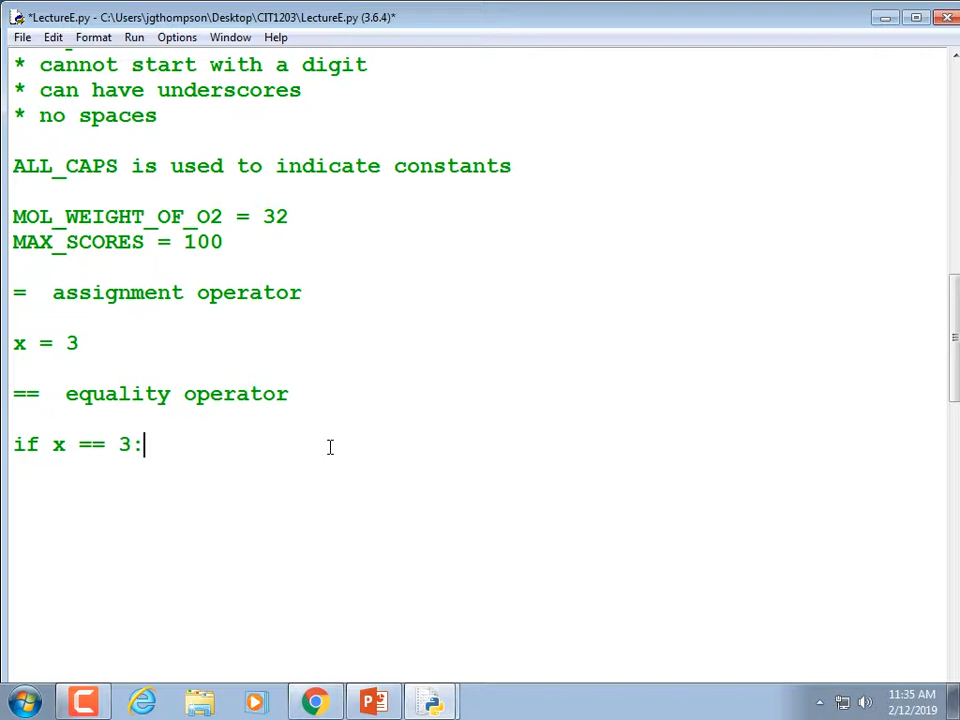 *LectureE.py - C:\Users\jgthompson\Desktop\CIT1203\LectureE.py (3.6.4)*
File Edit Format Run Options Window Help
* cannot start with a digit
* can have underscores
* no spaces
ALL_CAPS is used to indicate constants
MOL_WEIGHT_OF_O2 = 32
MAX_SCORES = 100
=  assignment operator
x = 3
==  equality operator
if x == 3:
11:35 AM
2/12/2019